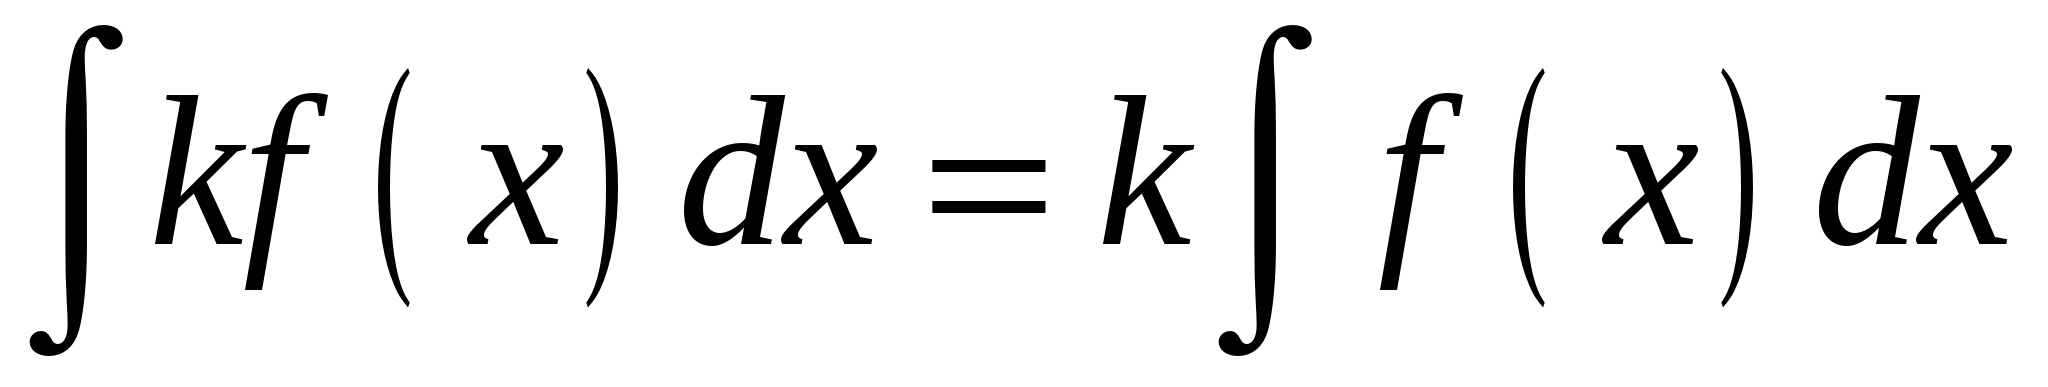 ∫ kf ( x) dx = k ∫ f ( x) dx